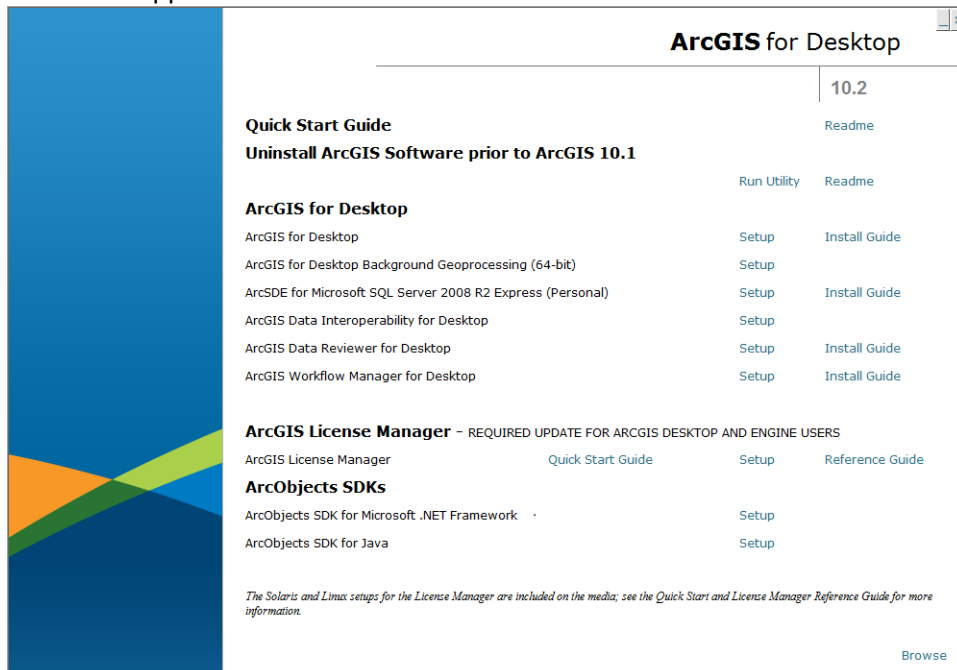 ArcGIS for Desktop
10.2
Quick Start Guide Readme
Uninstall ArcGIS Software prior to ArcGIS 10.1
Run Utility Readme
ArcGIS for Desktop
ArcGIS for Desktop Setup Install Guide
ArcGIS for Desktop Background Geoprocessing (64-bit) Setup
ArcSDE for Microsoft SQL Server 2008 R2 Express (Personal) Setup Install Guide
ArcGIS Data Interoperability for Desktop Setup
ArcGIS Data Reviewer for Desktop Setup Install Guide
ArcGIS Workflow Manager for Desktop Setup Install Guide
ArcGIS License Manager – REQUIRED UPDATE FOR ARCGIS DESKTOP AND ENGINE USERS
ArcGIS License Manager Quick Start Guide Setup Reference Guide
ArcObjects SDKs
ArcObjects SDK for Microsoft .NET Framework Setup
ArcObjects SDK for Java Setup
The Solaris and Linux setups for the License Manager are included on the media; see the Quick Start and License Manager Reference Guide for more
information.
Browse